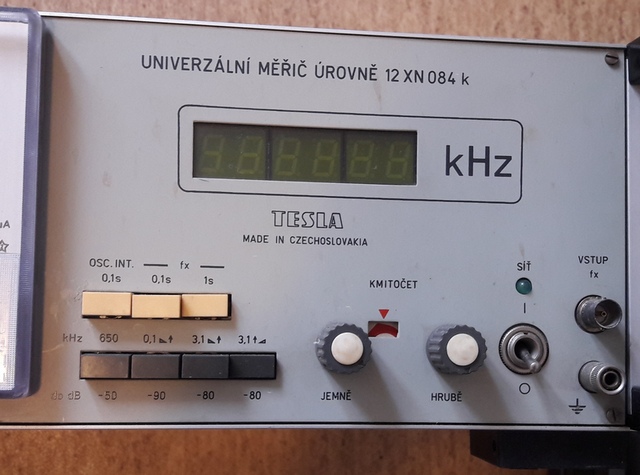 UNIVERZÁLNÍ MĚŘIČ ÚROVNĚ 12 XN 084 k
kHz
TESLA
MADE IN CZECHOSLOVAKIA
OSC. INT. fx
0,1s 0,1s 1s
KMITOČET
SÍŤ
VSTUP
fx
I
kHz 650 0,1 3,1 3,1
dB -50 -90 -80 -80
JEMNĚ
HRUBĚ
O